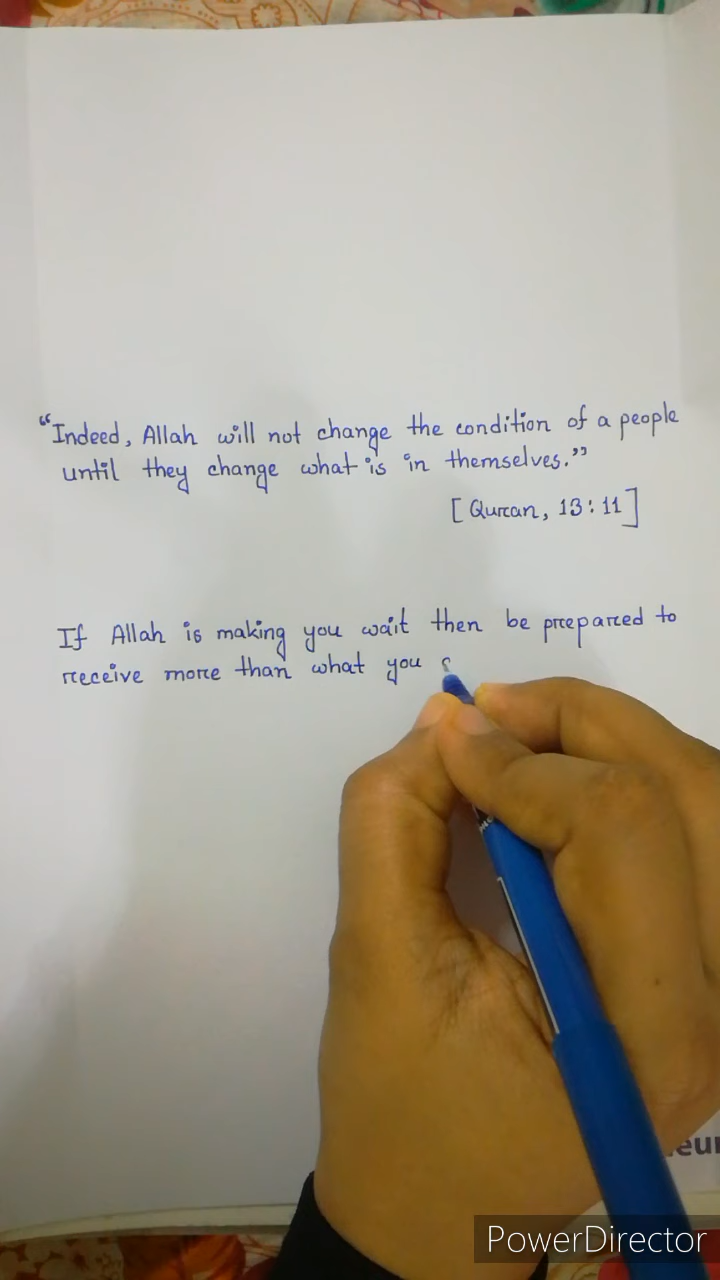 “Indeed, Allah will not change the condition of a people
until they change what is in themselves.”
[Quran, 13:11]
If Allah is making you wait then be prepared to
receive more than what you
PowerDirector